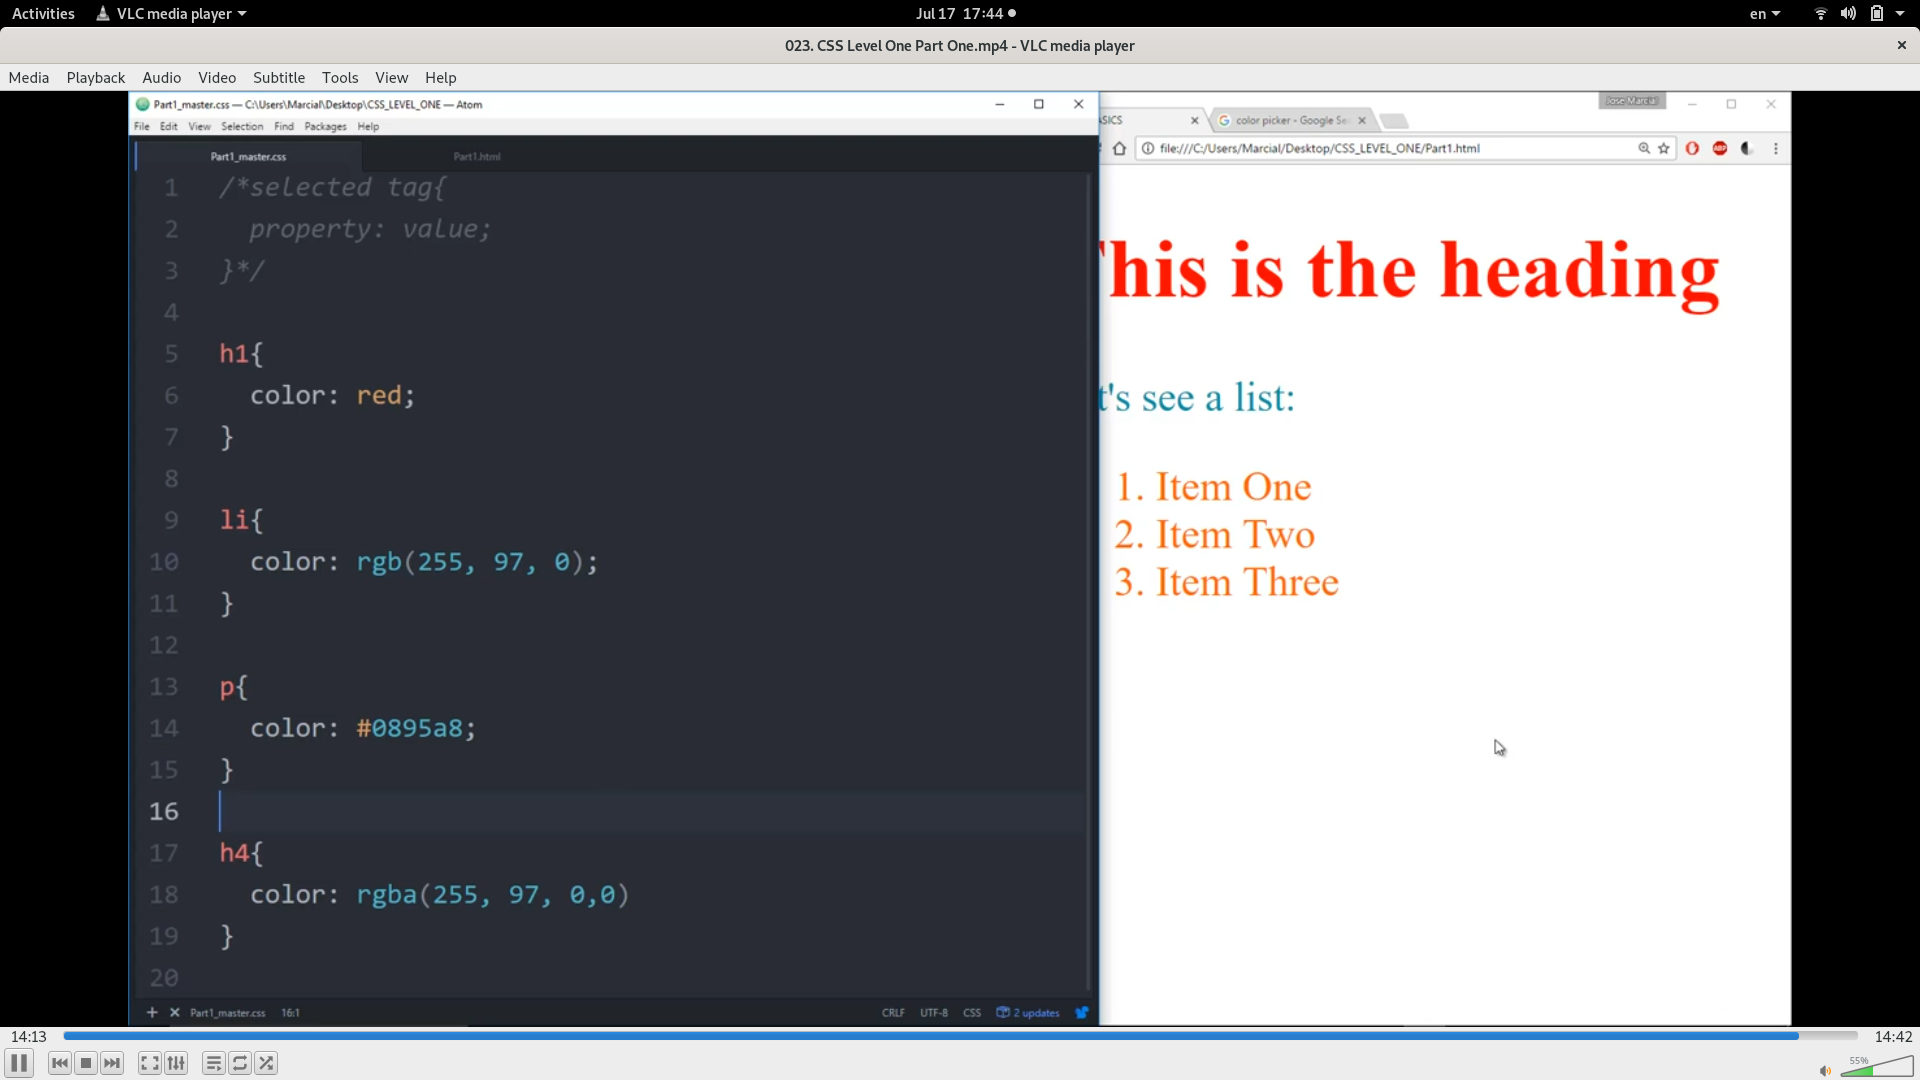 Activities VLC media player Jul 17 17:44 en
023. CSS Level One Part One.mp4 - VLC media player
Media Playback Audio Video Subtitle Tools View Help
Part1_master.css — C:\Users\Marcial\Desktop\CSS_LEVEL_ONE — Atom
File Edit View Selection Find Packages Help
Part1_master.css Part1.html
1 /*selected tag{
2 property: value;
3 }*/
4
5 h1{
6 color: red;
7 }
8
9 li{
10 color: rgb(255, 97, 0);
11 }
12
13 p{
14 color: #0895a8;
15 }
16
17 h4{
18 color: rgba(255, 97, 0,0)
19 }
20
Part1_master.css 16:1 CRLF UTF-8 CSS 2 updates
Jose Marcial
ASICS color picker - Google Se
file:///C:/Users/Marcial/Desktop/CSS_LEVEL_ONE/Part1.html
ABP
This is the heading
t's see a list:
1. Item One
2. Item Two
3. Item Three
14:13 14:42
55%